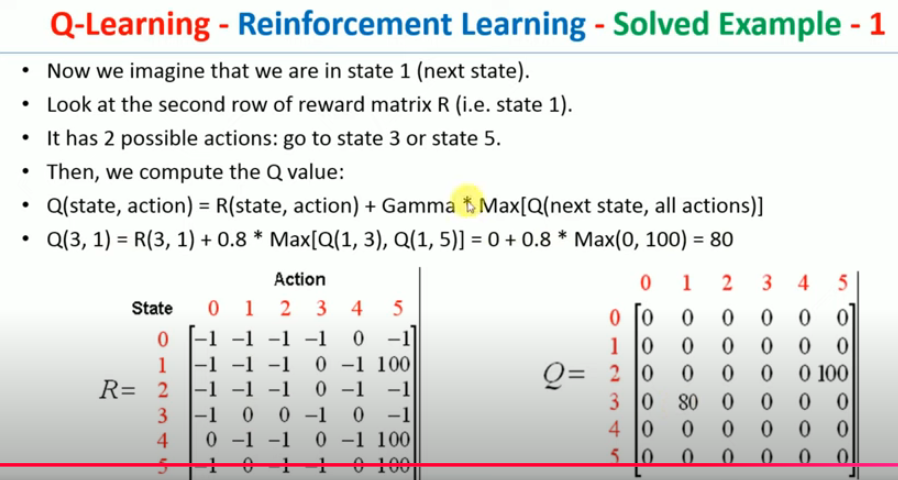 Q-Learning - Reinforcement Learning - Solved Example - 1
• Now we imagine that we are in state 1 (next state).
• Look at the second row of reward matrix R (i.e. state 1).
• It has 2 possible actions: go to state 3 or state 5.
• Then, we compute the Q value:
• Q(state, action) = R(state, action) + Gamma * Max[Q(next state, all actions)]
• Q(3, 1) = R(3, 1) + 0.8 * Max[Q(1, 3), Q(1, 5)] = 0 + 0.8 * Max(0, 100) = 80
Action
State 0 1 2 3 4 5
0 -1 -1 -1 -1 0 -1
1 -1 -1 -1 0 -1 100
R= 2 -1 -1 -1 0 -1 -1
3 -1 0 0 -1 0 -1
4 0 -1 -1 0 -1 100
5 -1 0 -1 -1 0 100
0 1 2 3 4 5
0 0 0 0 0 0 0
1 0 0 0 0 0 0
Q= 2 0 0 0 0 0 100
3 0 80 0 0 0 0
4 0 0 0 0 0 0
5 0 0 0 0 0 0